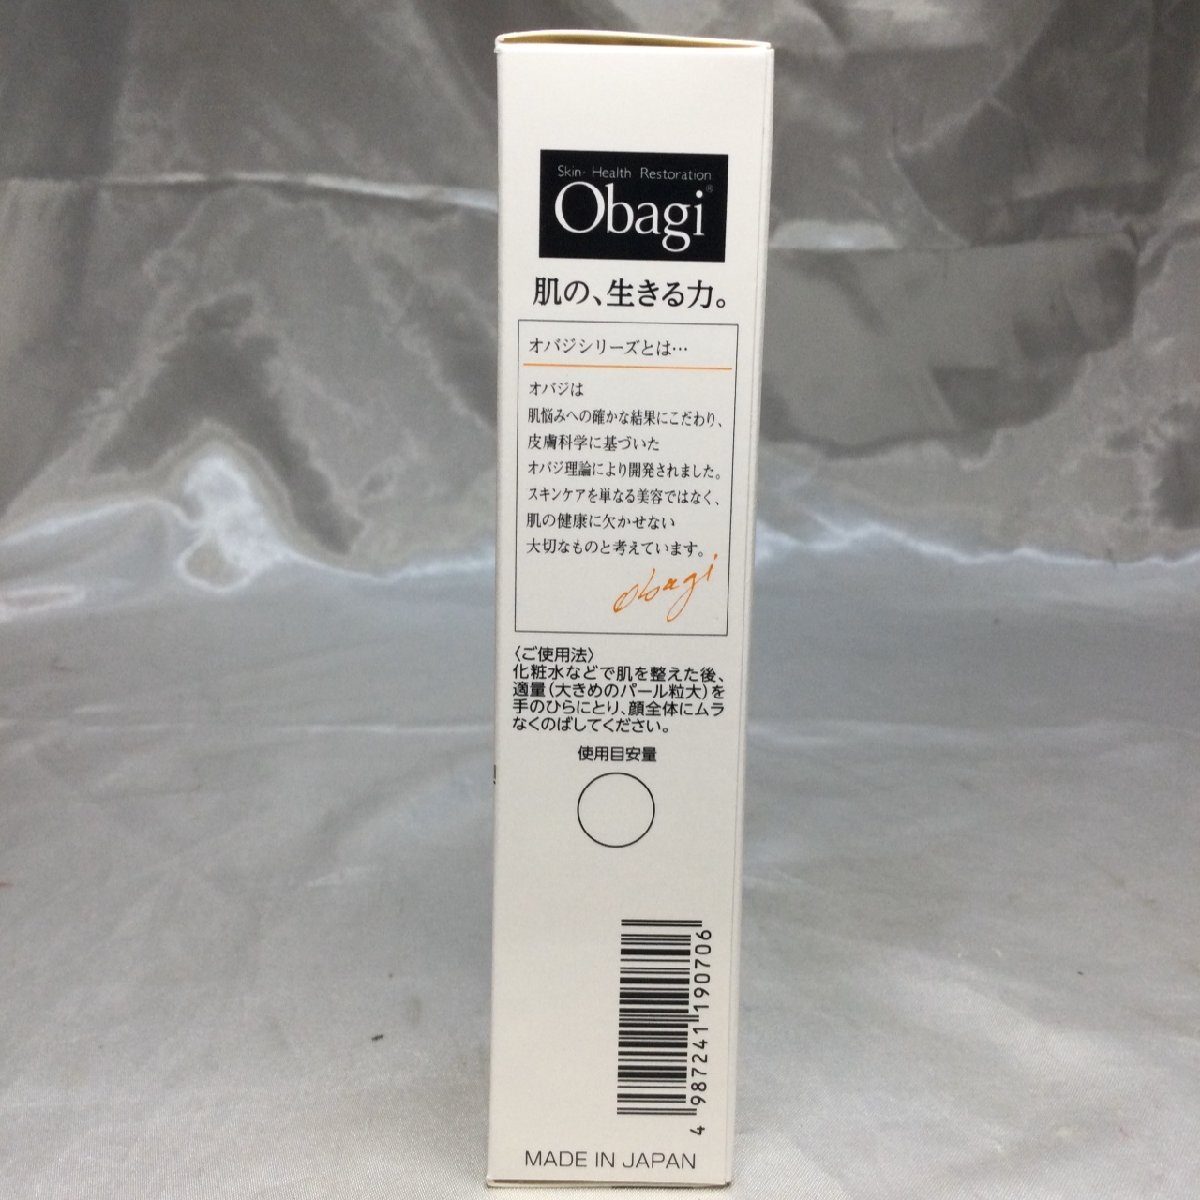 Skin Health Restoration
Obagi®
肌の、生きる力。
オバジシリーズとは…
オバジは
肌悩みへの確かな結果にこだわり、
皮膚科学に基づいた
オバジ理論により開発されました。
スキンケアを単なる美容ではなく、
肌の健康に欠かせない
大切なものと考えています。
Obagi
〈ご使用法〉
化粧水などで肌を整えた後、
適量(大きめのパール粒大)を
手のひらにとり、顔全体にムラ
なくのばしてください。
使用目安量
4 987241 190706
MADE IN JAPAN